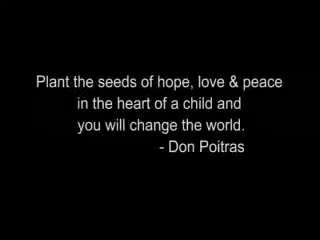 Plant the seeds of hope, love & peace
in the heart of a child and
you will change the world.
- Don Poitras